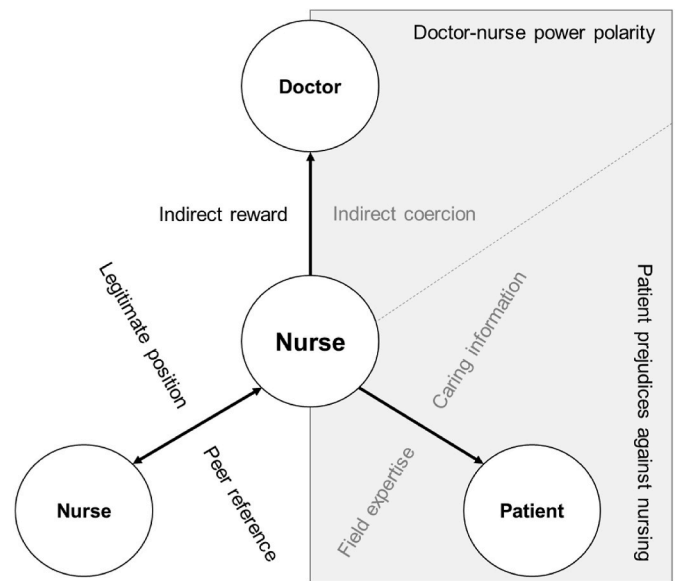 Doctor-nurse power polarity
Doctor
Indirect reward
Indirect coercion
Legitimate position
Caring information
Patient prejudices against nursing
Nurse
Peer reference
Field expertise
Nurse
Patient